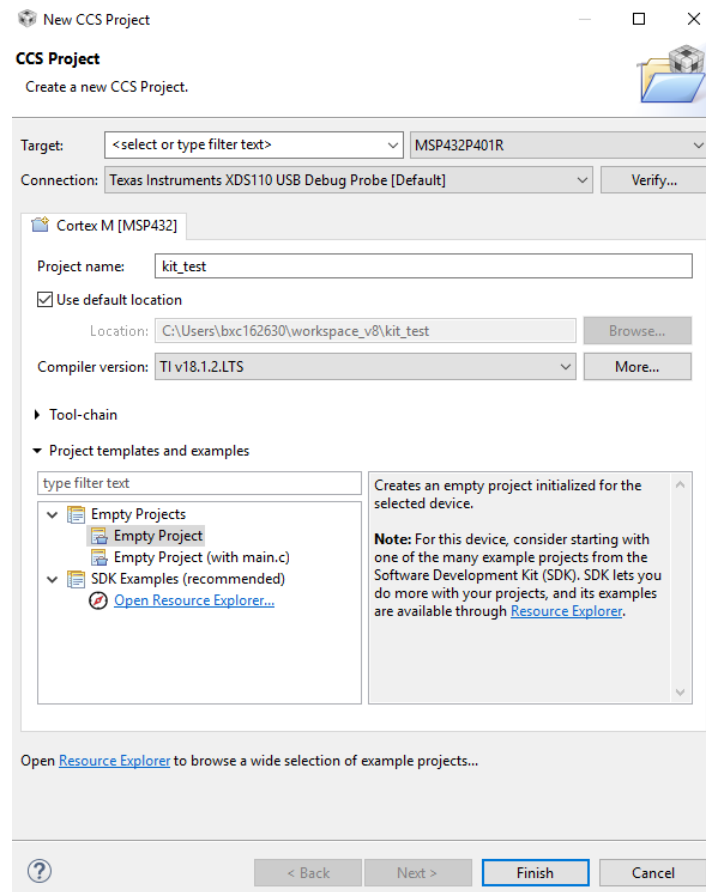 New CCS Project
CCS Project
Create a new CCS Project.
Target: <select or type filter text> MSP432P401R
Connection: Texas Instruments XDS110 USB Debug Probe [Default] Verify...
Cortex M [MSP432]
Project name: kit_test
Use default location
Location: C:\Users\bxc162630\workspace_v8\kit_test Browse...
Compiler version: TI v18.1.2.LTS More...
Tool-chain
Project templates and examples
type filter text
Empty Projects
Empty Project
Empty Project (with main.c)
SDK Examples (recommended)
Open Resource Explorer...
Creates an empty project initialized for the
selected device.
Note: For this device, consider starting with
one of the many example projects from the
Software Development Kit (SDK). SDK lets you
do more with your projects, and its examples
are available through Resource Explorer.
Open Resource Explorer to browse a wide selection of example projects...
? < Back Next > Finish Cancel